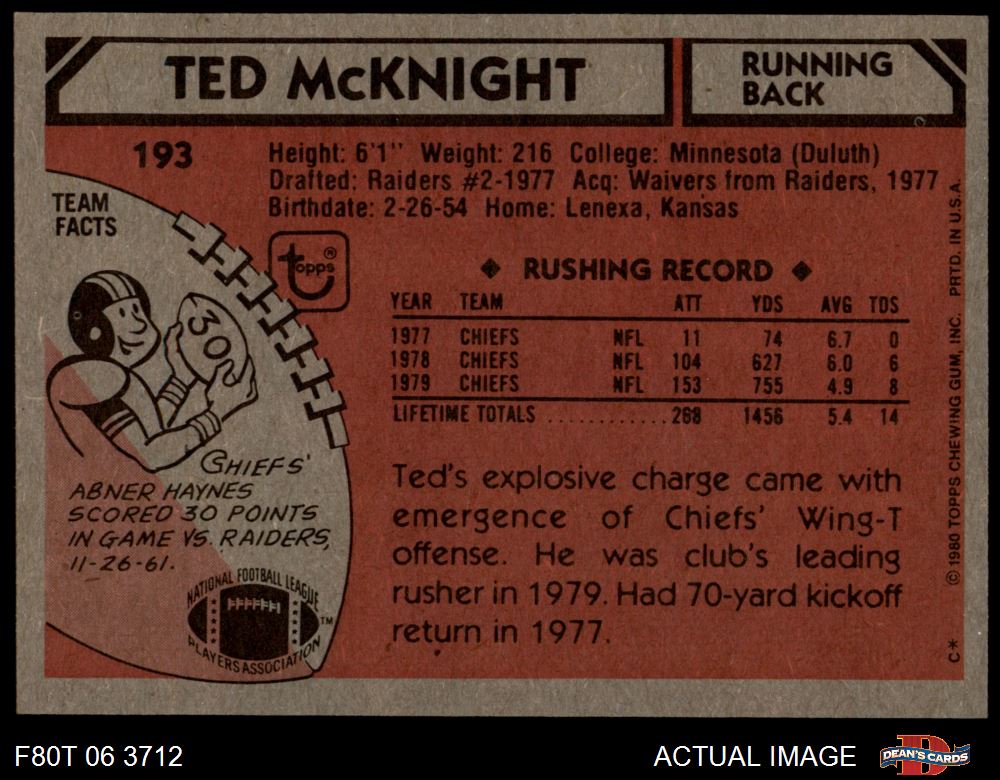 TED McKNIGHT
RUNNING
BACK
193
Height: 6'1" Weight: 216 College: Minnesota (Duluth)
Drafted: Raiders #2-1977 Acq: Waivers from Raiders, 1977
Birthdate: 2-26-54 Home: Lenexa, Kansas
TEAM
FACTS
topps ®
30
CHIEFS'
ABNER HAYNES
SCORED 30 POINTS
IN GAME VS. RAIDERS,
11-26-61.
NATIONAL FOOTBALL LEAGUE
PLAYERS ASSOCIATION
TM
◆ RUSHING RECORD ◆
YEAR TEAM ATT YDS AVG TDS
1977 CHIEFS NFL 11 74 6.7 0
1978 CHIEFS NFL 104 627 6.0 6
1979 CHIEFS NFL 153 755 4.9 8
LIFETIME TOTALS ............ 268 1456 5.4 14
Ted's explosive charge came with
emergence of Chiefs' Wing-T
offense. He was club's leading
rusher in 1979. Had 70-yard kickoff
return in 1977.
© 1980 TOPPS CHEWING GUM, INC. PRTD. IN U.S.A.
C*
F80T 06 3712
ACTUAL IMAGE
D
DEAN'S CARDS